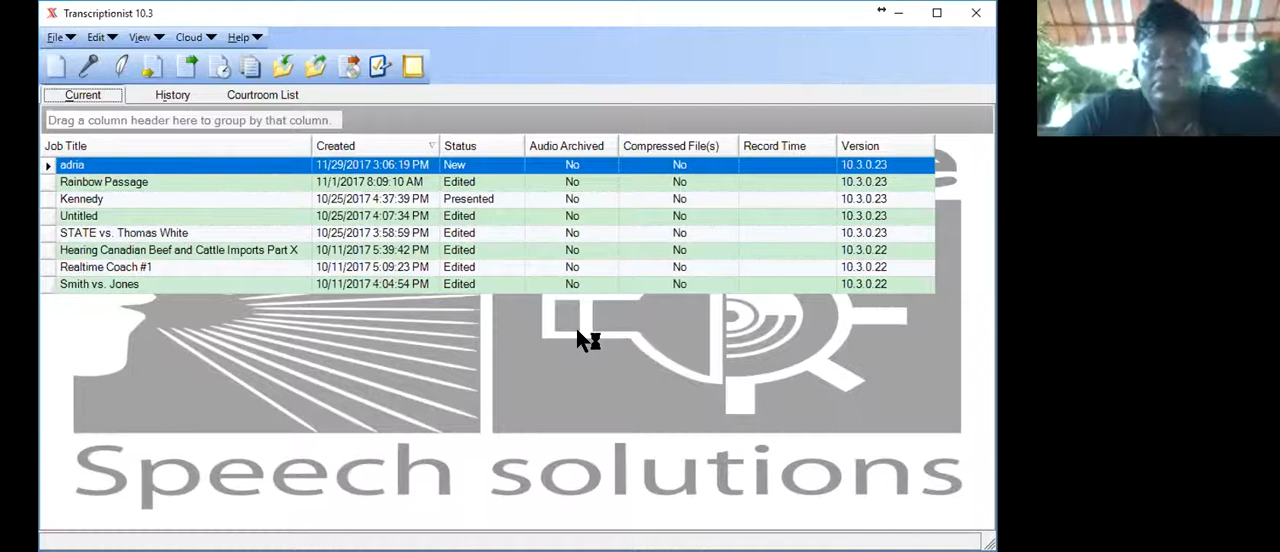 Transcriptionist 10.3
File Edit View Cloud Help
Current History Courtroom List
Drag a column header here to group by that column.
Job Title Created Status Audio Archived Compressed File(s) Record Time Version
adria 11/29/2017 3:06:19 PM New No No 10.3.0.23
Rainbow Passage 11/1/2017 8:09:10 AM Edited No No 10.3.0.23
Kennedy 10/25/2017 4:37:39 PM Presented No No 10.3.0.23
Untitled 10/25/2017 4:07:34 PM Edited No No 10.3.0.23
STATE vs. Thomas White 10/25/2017 3:58:59 PM Edited No No 10.3.0.23
Hearing Canadian Beef and Cattle Imports Part X 10/11/2017 5:39:42 PM Edited No No 10.3.0.22
Realtime Coach #1 10/11/2017 5:09:23 PM Edited No No 10.3.0.22
Smith vs. Jones 10/11/2017 4:04:54 PM Edited No No 10.3.0.22
Speech solutions